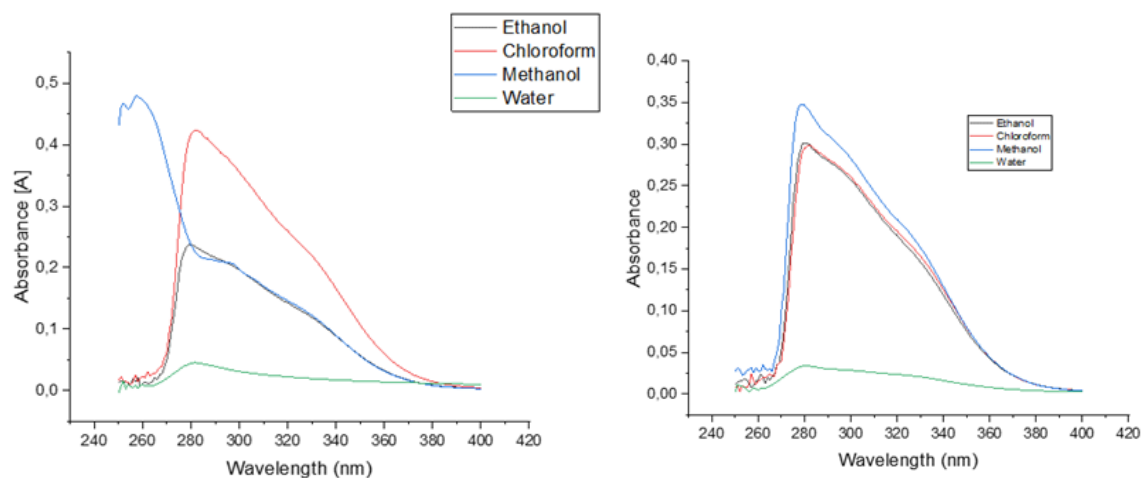 Ethanol
Chloroform
Methanol
Water
0,5
0,4
0,3
0,2
0,1
0,0
Absorbance [A]
240 260 280 300 320 340 360 380 400 420
Wavelength (nm)
0,40
0,35
0,30
0,25
0,20
0,15
0,10
0,05
0,00
Absorbance
Ethanol
Chloroform
Methanol
Water
240 260 280 300 320 340 360 380 400 420
Wavelength (nm)